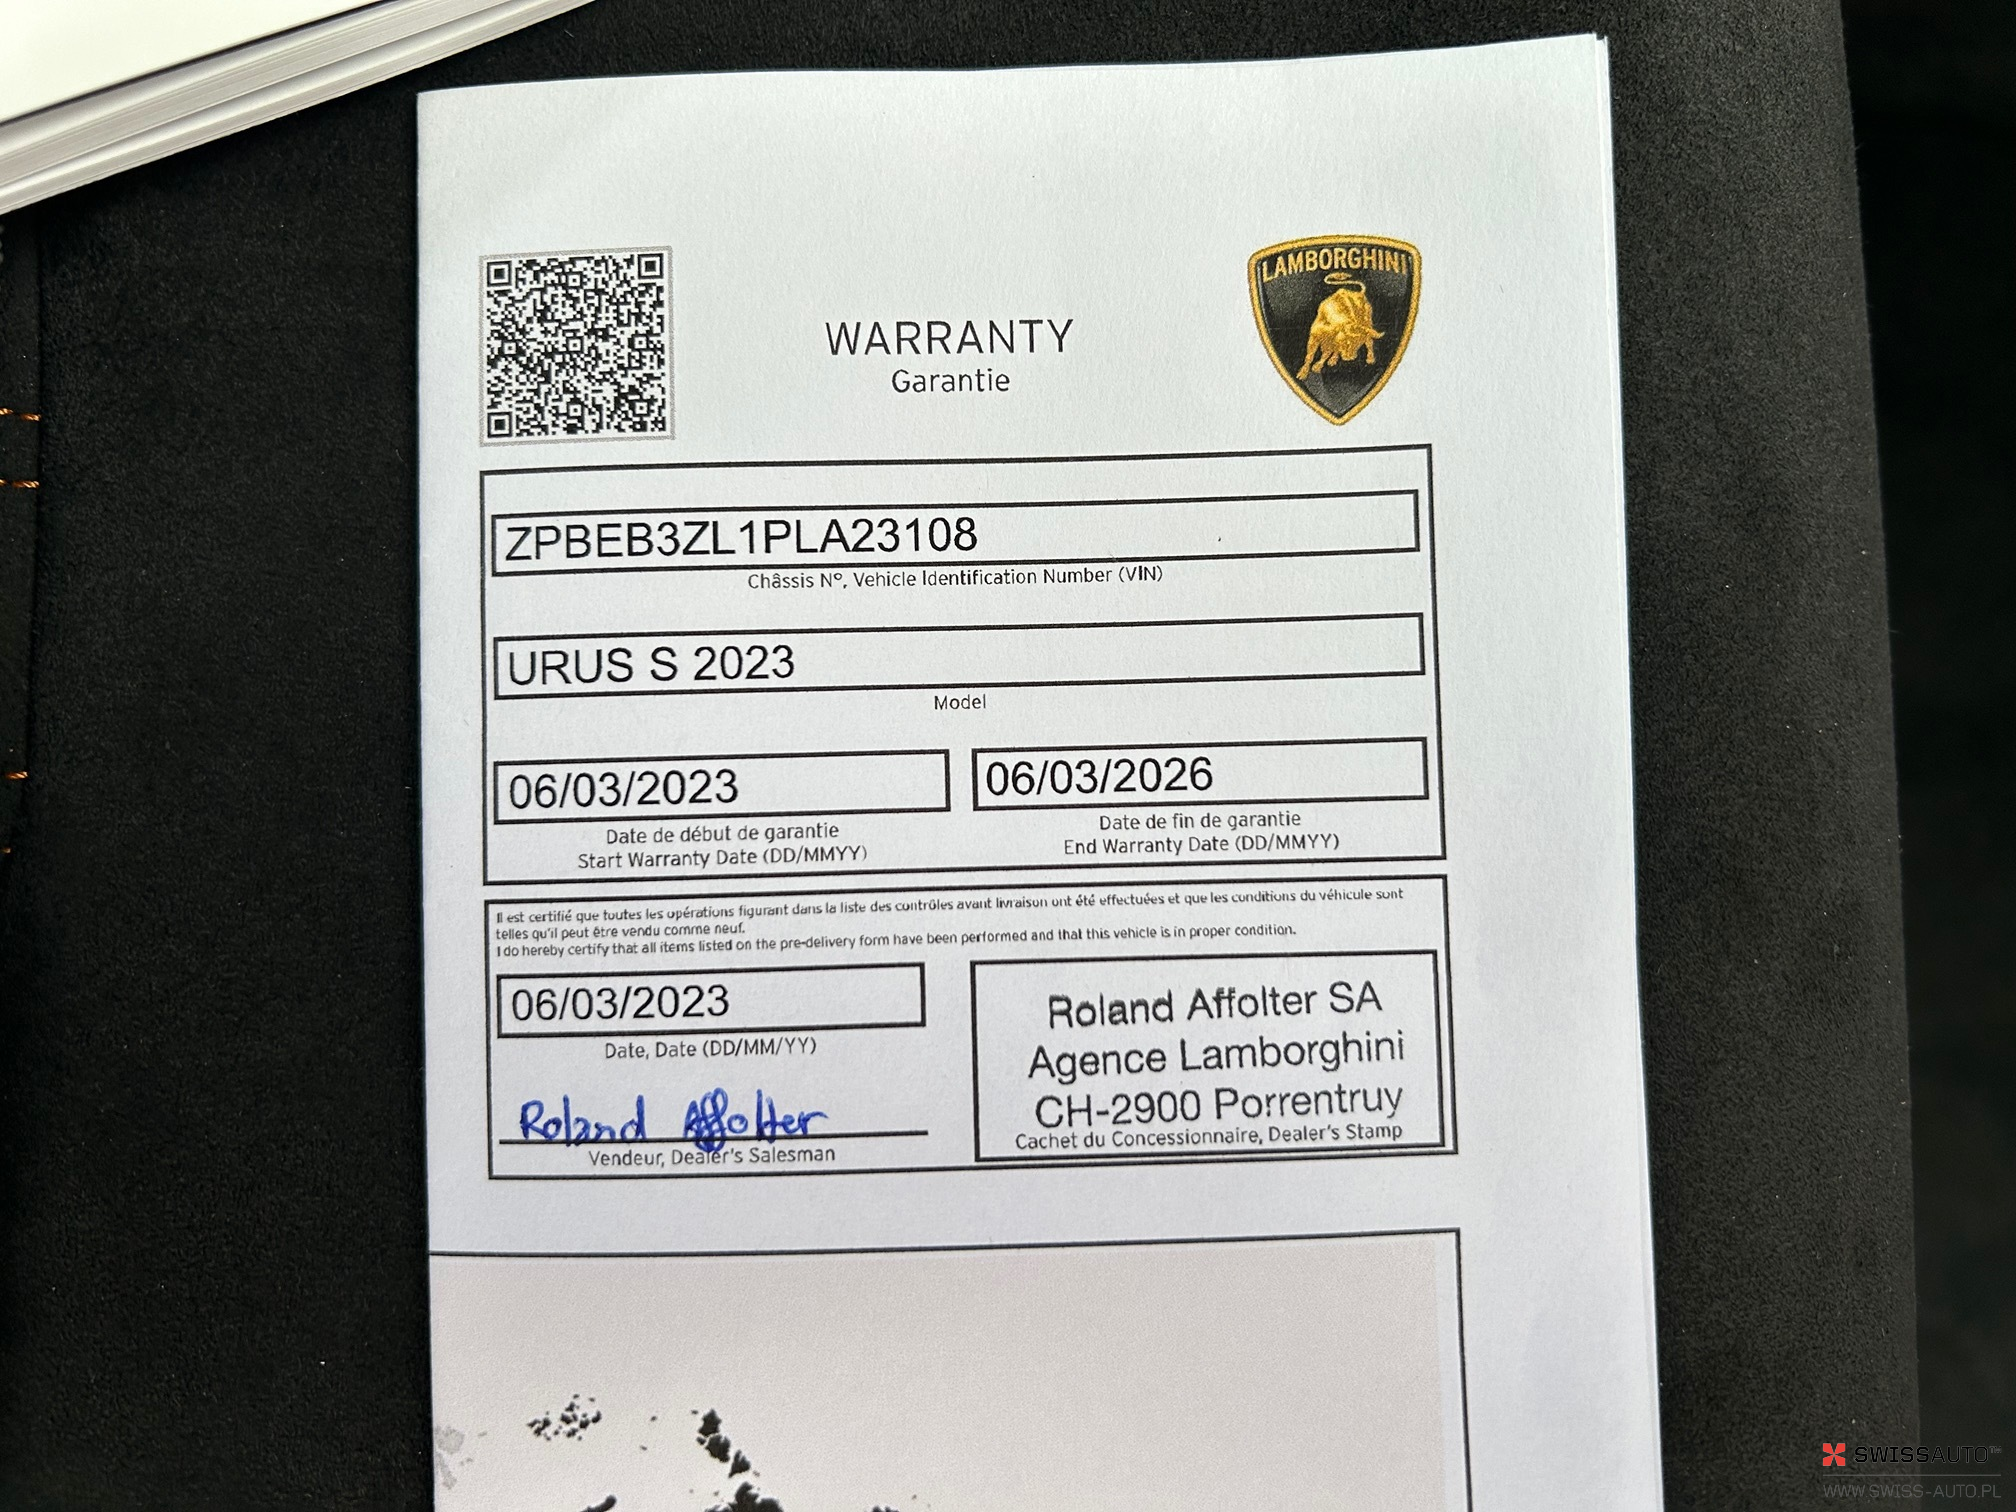 WARRANTY
Garantie
LAMBORGHINI
ZPBEB3ZL1PLA23108
Châssis N°, Vehicle Identification Number (VIN)
URUS S 2023
Model
06/03/2023
Date de début de garantie
Start Warranty Date (DD/MMYY)
06/03/2026
Date de fin de garantie
End Warranty Date (DD/MMYY)
Il est certifié que toutes les opérations figurant dans la liste des contrôles avant livraison ont été effectuées et que les conditions du véhicule sont
telles qu'il peut être vendu comme neuf.
I do hereby certify that all items listed on the pre-delivery form have been performed and that this vehicle is in proper condition.
06/03/2023
Date, Date (DD/MM/YY)
Roland Affolter
Vendeur, Dealer's Salesman
Roland Affolter SA
Agence Lamborghini
CH-2900 Porrentruy
Cachet du Concessionnaire, Dealer's Stamp
SWISSAUTO™
WWW.SWISS-AUTO.PL